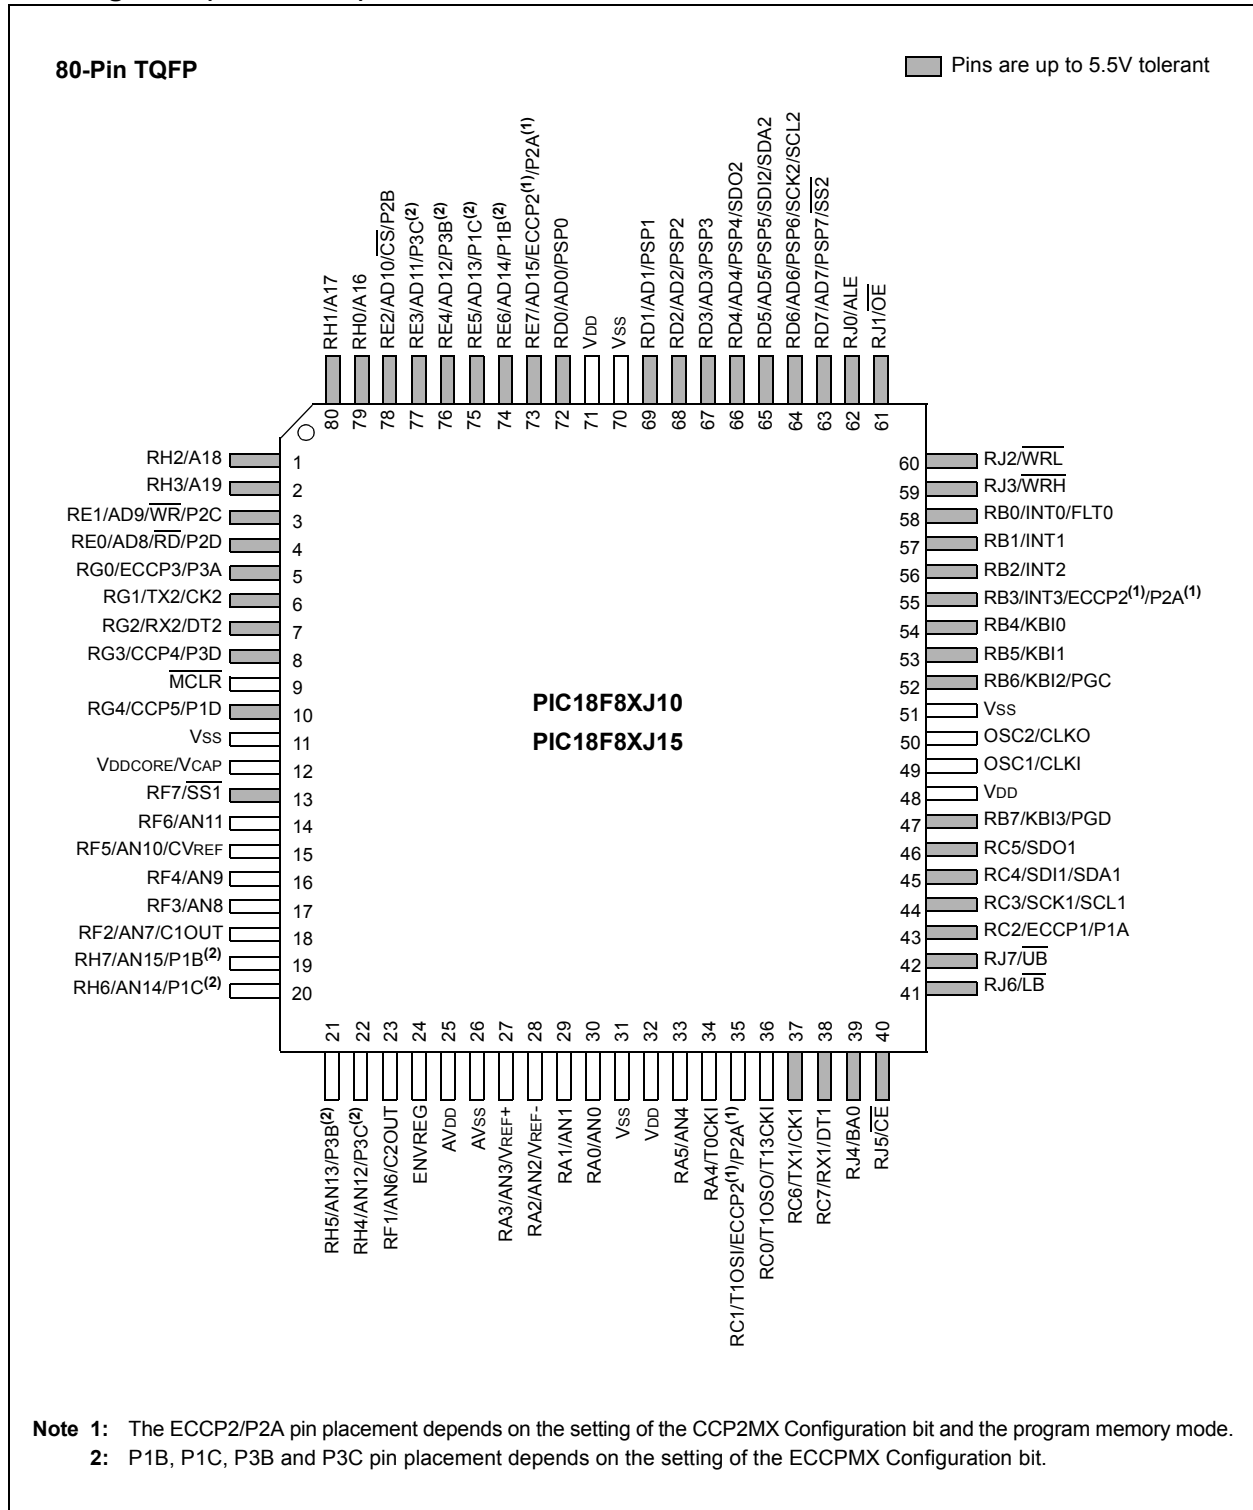 80-Pin TQFP
Pins are up to 5.5V tolerant
RH1/A17
RH0/A16
RE2/AD10/CS/P2B
RE3/AD11/P3C(2)
RE4/AD12/P3B(2)
RE5/AD13/P1C(2)
RE6/AD14/P1B(2)
RE7/AD15/ECCP2(1)/P2A(1)
RD0/AD0/PSP0
VDD
VSS
RD1/AD1/PSP1
RD2/AD2/PSP2
RD3/AD3/PSP3
RD4/AD4/PSP4/SDO2
RD5/AD5/PSP5/SDI2/SDA2
RD6/AD6/PSP6/SCK2/SCL2
RD7/AD7/PSP7/SS2
RJ0/ALE
RJ1/OE
80 79 78 77 76 75 74 73 72 71 70 69 68 67 66 65 64 63 62 61
RH2/A18 1
RH3/A19 2
RE1/AD9/WR/P2C 3
RE0/AD8/RD/P2D 4
RG0/ECCP3/P3A 5
RG1/TX2/CK2 6
RG2/RX2/DT2 7
RG3/CCP4/P3D 8
MCLR 9
RG4/CCP5/P1D 10
VSS 11
VDDCORE/VCAP 12
RF7/SS1 13
RF6/AN11 14
RF5/AN10/CVREF 15
RF4/AN9 16
RF3/AN8 17
RF2/AN7/C1OUT 18
RH7/AN15/P1B(2) 19
RH6/AN14/P1C(2) 20
PIC18F8XJ10
PIC18F8XJ15
60 RJ2/WRL
59 RJ3/WRH
58 RB0/INT0/FLT0
57 RB1/INT1
56 RB2/INT2
55 RB3/INT3/ECCP2(1)/P2A(1)
54 RB4/KBI0
53 RB5/KBI1
52 RB6/KBI2/PGC
51 VSS
50 OSC2/CLKO
49 OSC1/CLKI
48 VDD
47 RB7/KBI3/PGD
46 RC5/SDO1
45 RC4/SDI1/SDA1
44 RC3/SCK1/SCL1
43 RC2/ECCP1/P1A
42 RJ7/UB
41 RJ6/LB
21 22 23 24 25 26 27 28 29 30 31 32 33 34 35 36 37 38 39 40
RH5/AN13/P3B(2)
RH4/AN12/P3C(2)
RF1/AN6/C2OUT
ENVREG
AVDD
AVSS
RA3/AN3/VREF+
RA2/AN2/VREF-
RA1/AN1
RA0/AN0
VSS
VDD
RA5/AN4
RA4/T0CKI
RC1/T1OSI/ECCP2(1)/P2A(1)
RC0/T1OSO/T13CKI
RC6/TX1/CK1
RC7/RX1/DT1
RJ4/BA0
RJ5/CE
Note 1: The ECCP2/P2A pin placement depends on the setting of the CCP2MX Configuration bit and the program memory mode.
2: P1B, P1C, P3B and P3C pin placement depends on the setting of the ECCPMX Configuration bit.